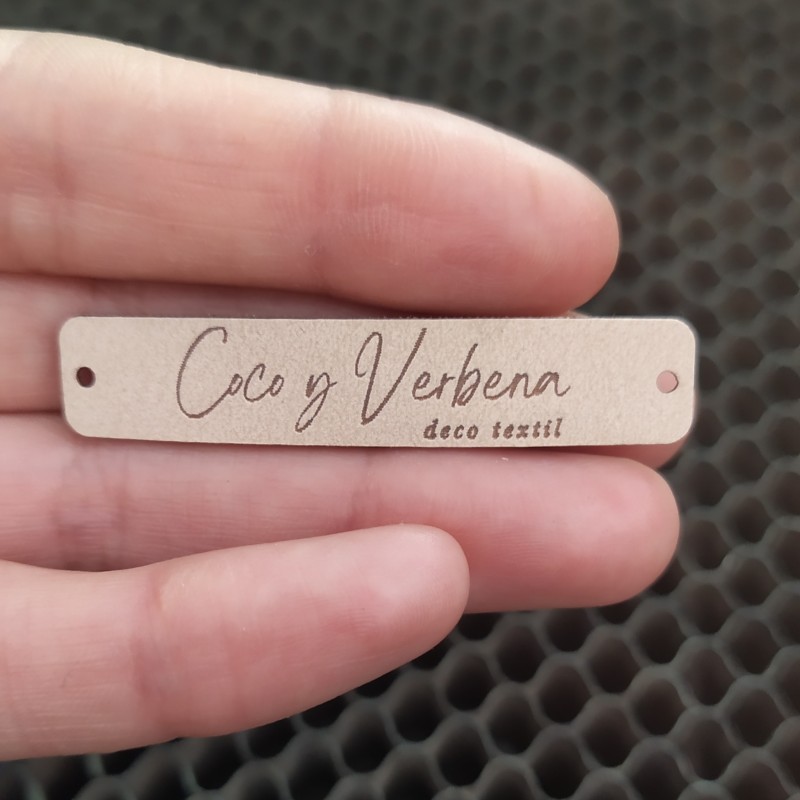 Coco y Verbena
deco textil